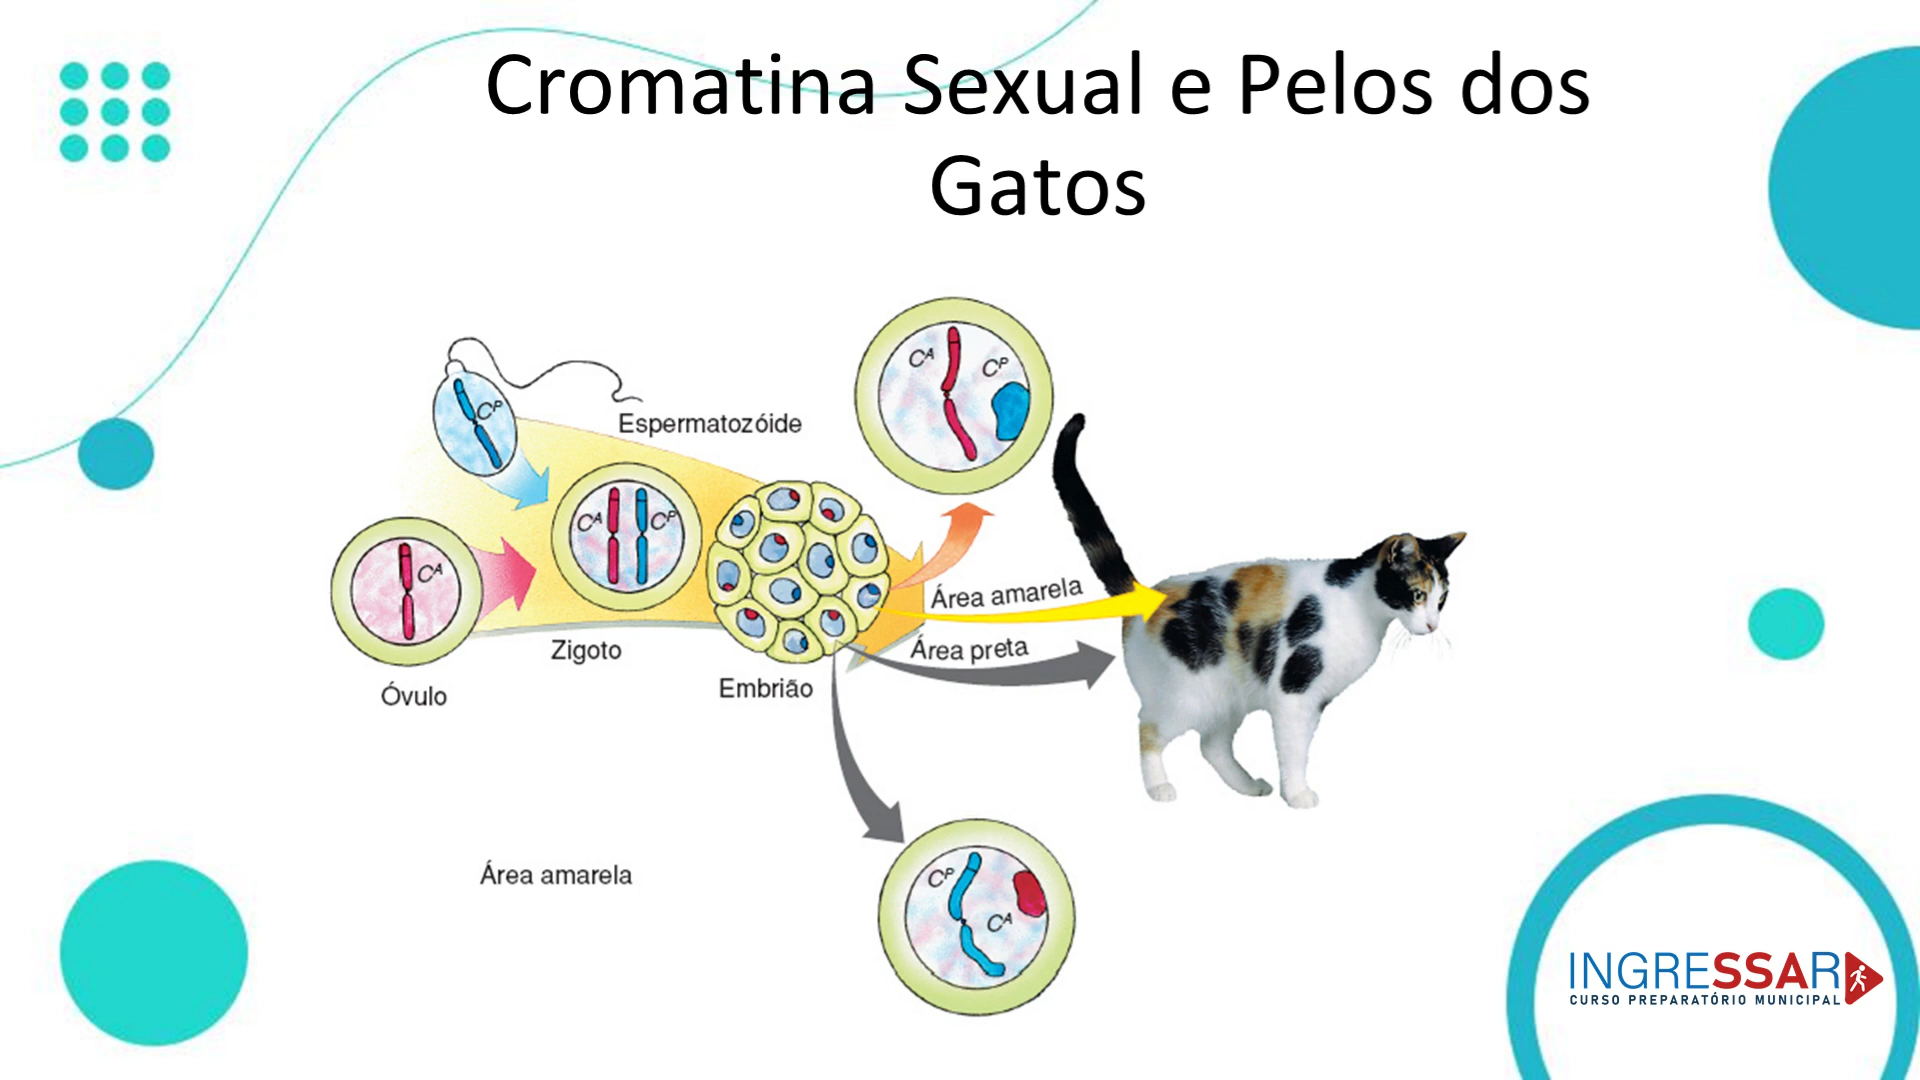 Cromatina Sexual e Pelos dos
Gatos
Cᴬ
Cᴾ
Cᴾ
Espermatozóide
Cᴬ
Cᴾ
Cᴬ
Área amarela
Área preta
Zigoto
Embrião
Óvulo
Área amarela
Cᴾ
Cᴬ
INGRESSAR
CURSO PREPARATÓRIO MUNICIPAL